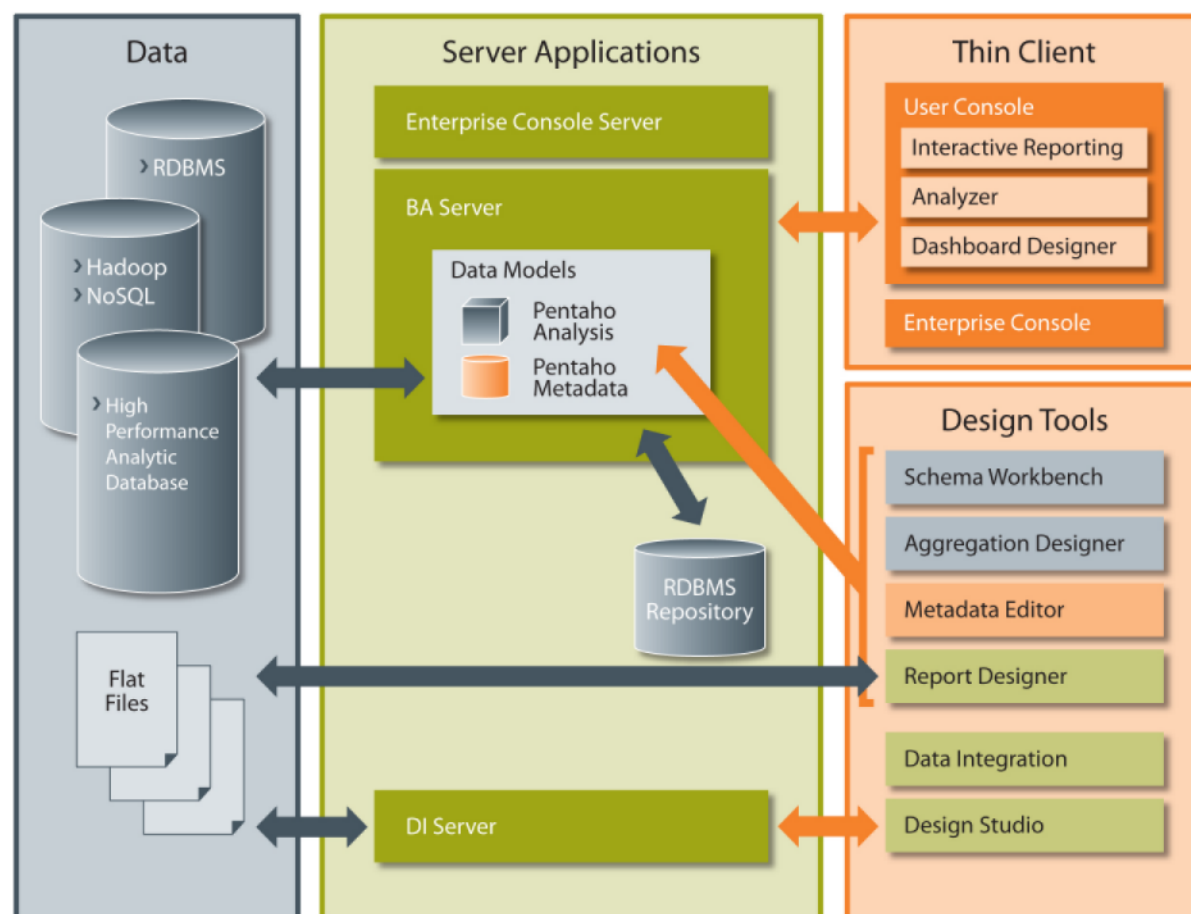 Data
RDBMS
Hadoop
NoSQL
High
Performance
Analytic
Database
Flat
Files
Server Applications
Enterprise Console Server
BA Server
Data Models
Pentaho
Analysis
Pentaho
Metadata
RDBMS
Repository
DI Server
Thin Client
User Console
Interactive Reporting
Analyzer
Dashboard Designer
Enterprise Console
Design Tools
Schema Workbench
Aggregation Designer
Metadata Editor
Report Designer
Data Integration
Design Studio